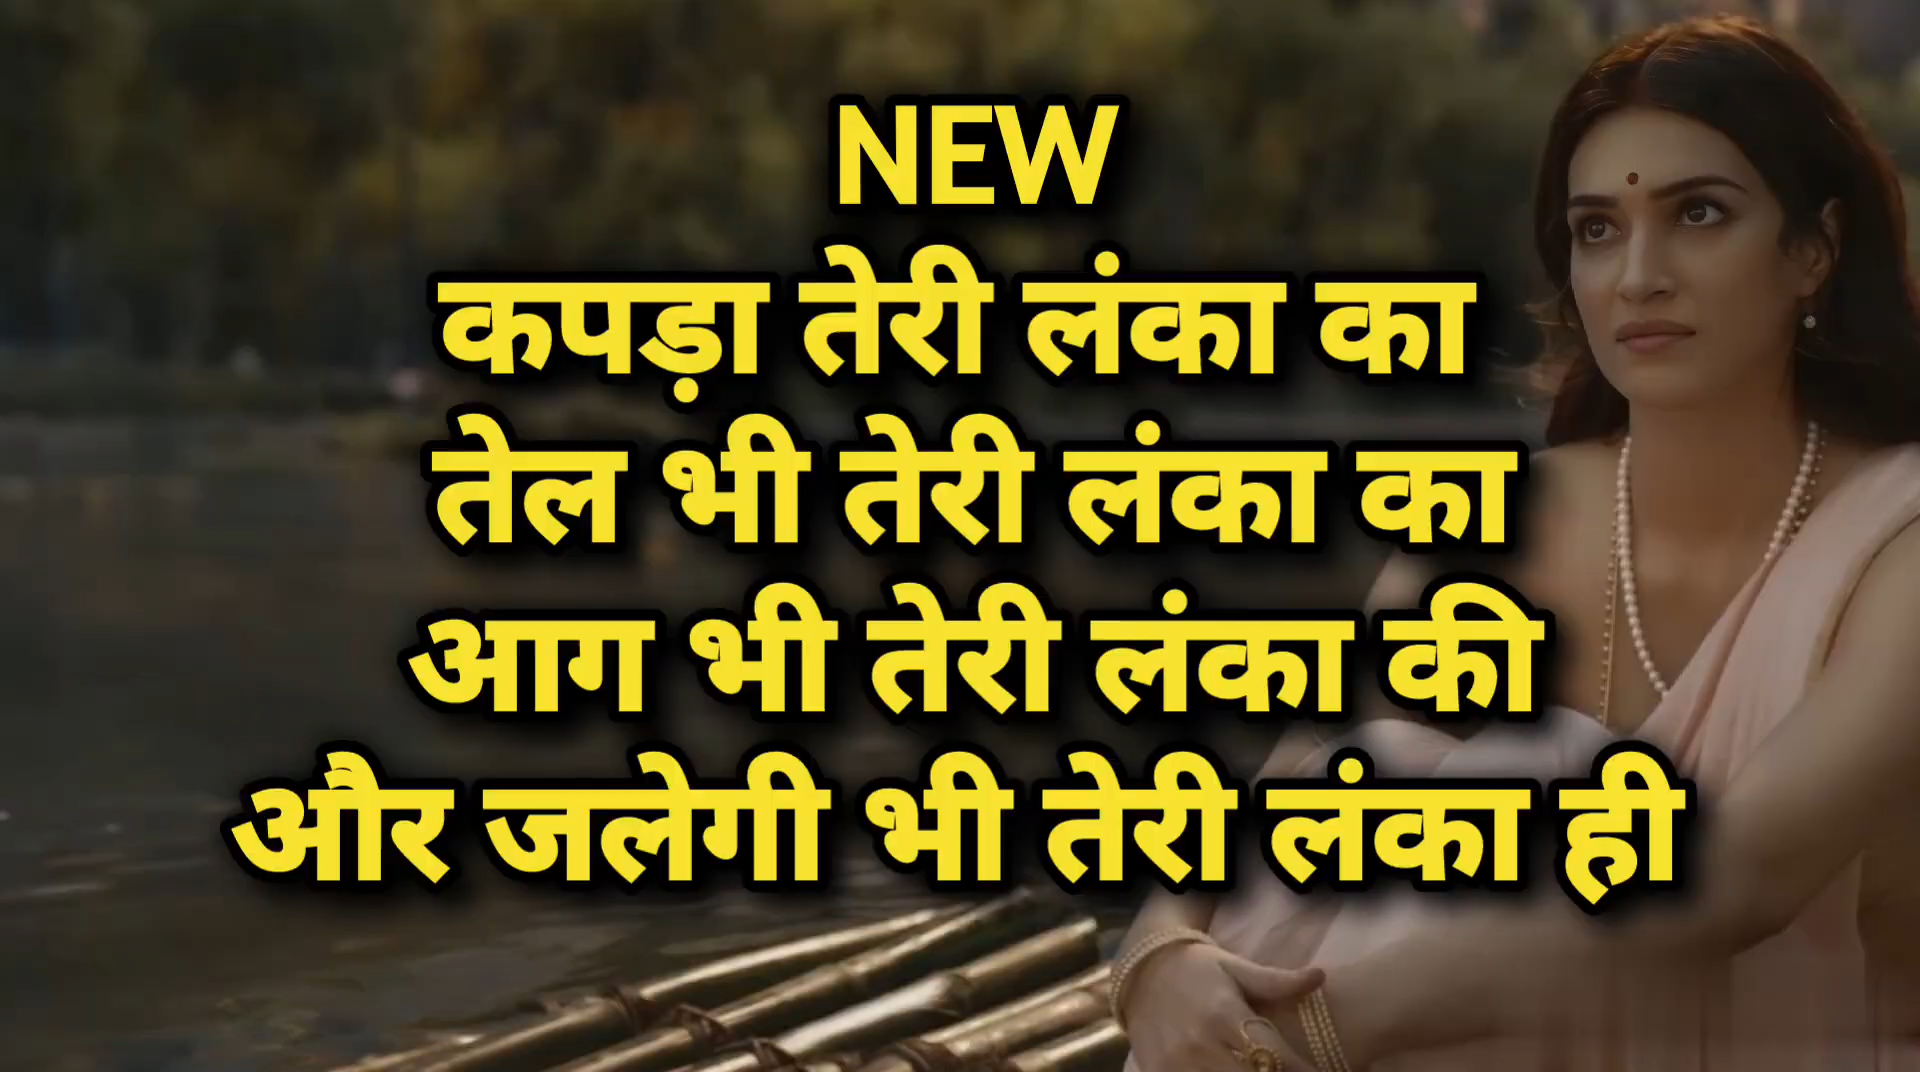 NEW
कपड़ा तेरी लंका का
तेल भी तेरी लंका का
आग भी तेरी लंका की
और जलेगी भी तेरी लंका ही